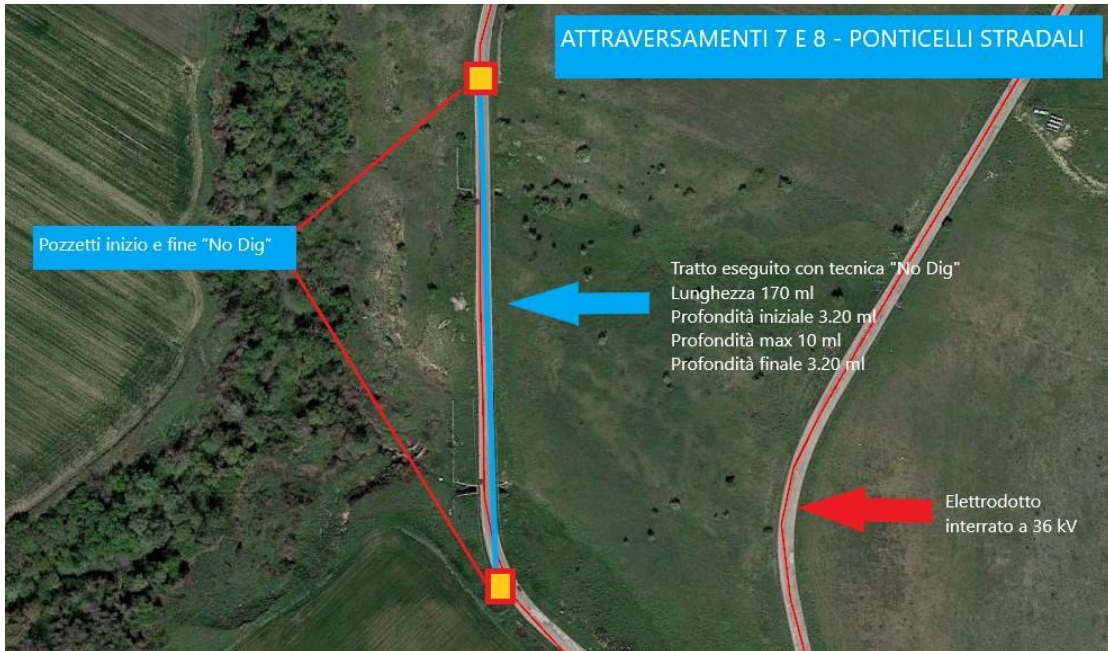 ATTRAVERSAMENTI 7 E 8 - PONTICELLI STRADALI
Pozzetti inizio e fine "No Dig"
Tratto eseguito con tecnica "No Dig"
Lunghezza 170 ml
Profondità iniziale 3.20 ml
Profondità max 10 ml
Profondità finale 3.20 ml
Elettrodotto
interrato a 36 kV